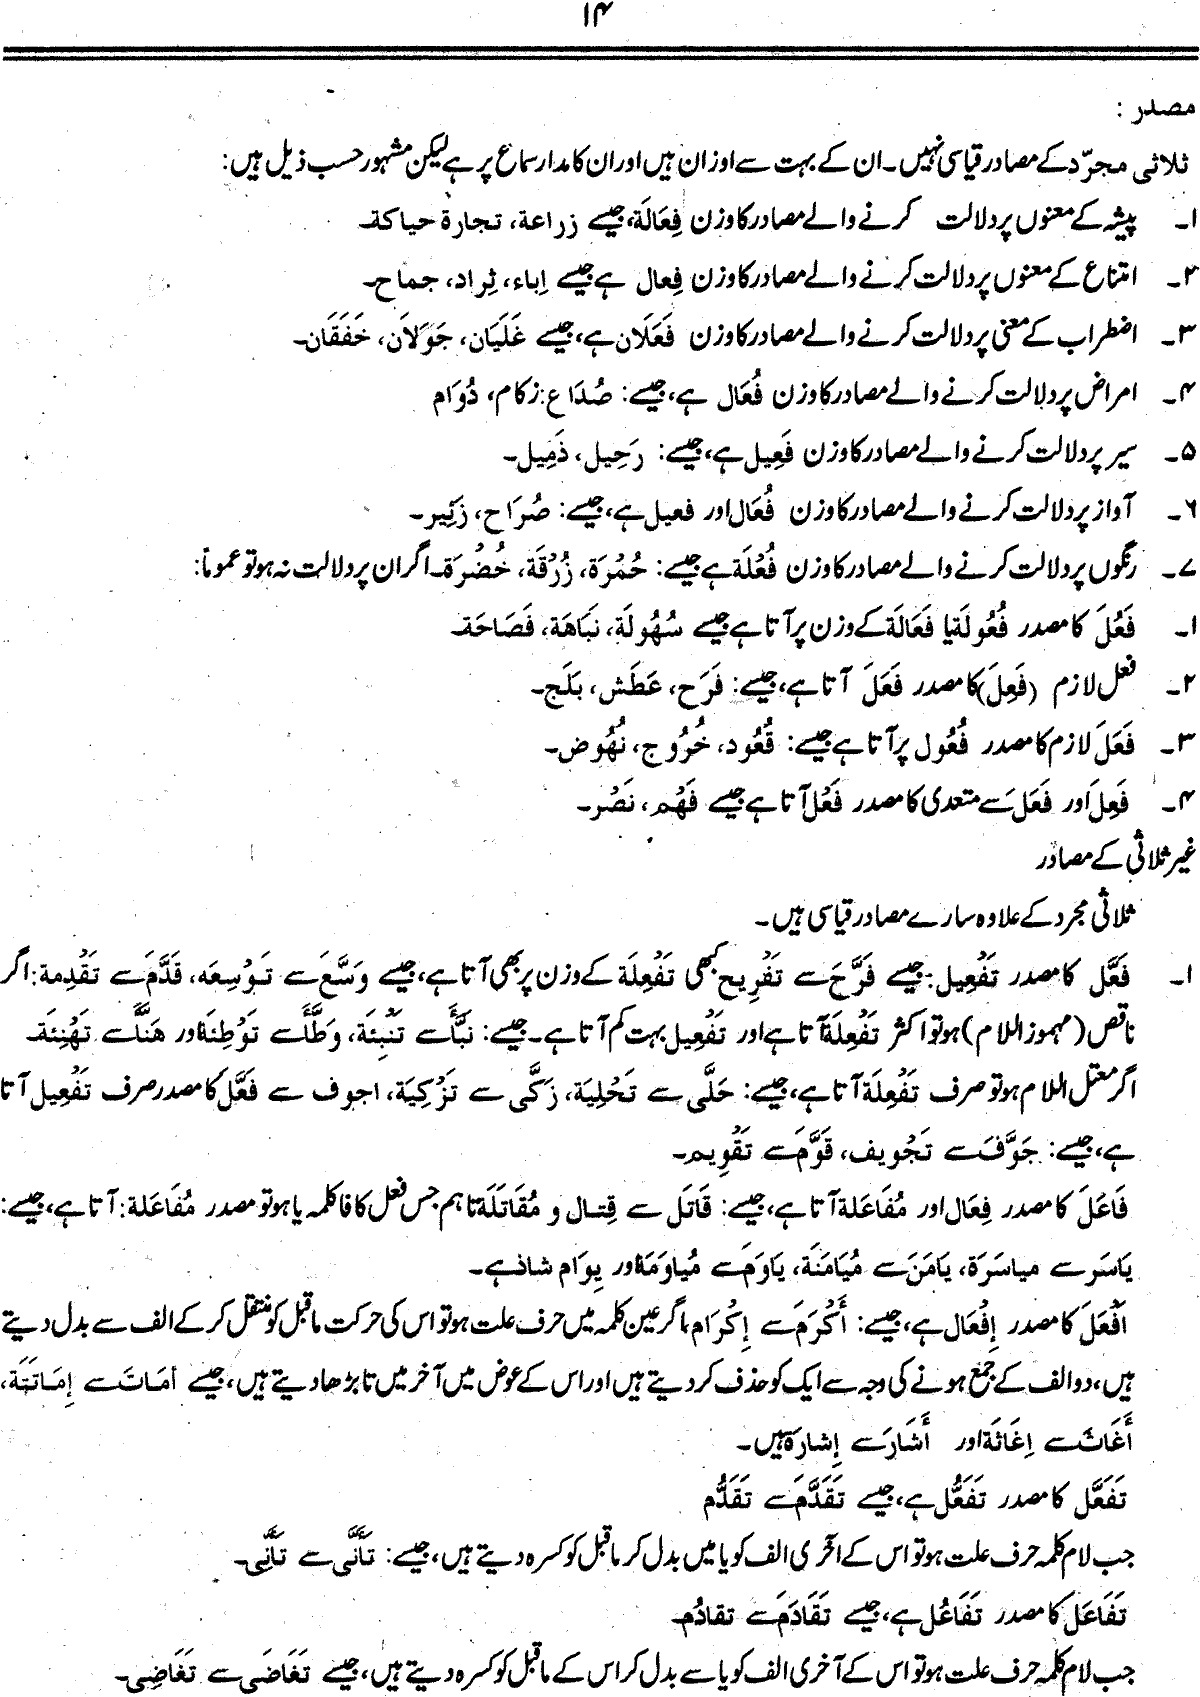 ۱۴
مصدر :
ثلاثی مجرّد کے مصادر قیاسی نہیں۔ ان کے بہت سے اوزان ہیں اور ان کا مدار سماع پر ہے لیکن مشہور حسب ذیل ہیں:
۱۔ پیشہ کے معنوں پر دلالت کرنے والے مصادر کا وزن فِعَالَة، جیسے زراعة، تجارة حیاکة۔
۲۔ امتناع کے معنوں پر دلالت کرنے والے مصادر کا وزن فِعال ہے جیسے اِباء، ثِراد، جماح۔
۳۔ اضطراب کے معنی پر دلالت کرنے والے مصادر کا وزن فَعَلَان ہے، جیسے غَلَیَان، جَوَلَان، خَفَقَان۔
۴۔ امراض پر دلالت کرنے والے مصادر کا وزن فُعَال ہے، جیسے: صُدَاع: زکام، دُوَام
۵۔ سیر پر دلالت کرنے والے مصادر کا وزن فَعِیل ہے، جیسے: رَحِیل، ذَمِیل۔
۶۔ آواز پر دلالت کرنے والے مصادر کا وزن فُعَال اور فعیل ہے، جیسے: صُرَاح، زَئِیر۔
۷۔ رنگوں پر دلالت کرنے والے مصادر کا وزن فُعْلَة ہے جیسے: حُمْرَة، زُرْقَة، خُضْرَة۔ اگر ان پر دلالت نہ ہو تو عموماً:
۱۔ فَعُلَ کا مصدر فُعُولَة یا فَعَالَة کے وزن پر آتا ہے جیسے سُهُولَة، نَبَاهَة، فَصَاحَة۔
۲۔ فعل لازم (فَعِلَ) کا مصدر فَعَلَ آتا ہے، جیسے: فَرَح، عَطَش، بَلَج۔
۳۔ فَعَلَ لازم کا مصدر فُعُول پر آتا ہے جیسے: قُعُود، خُرُوج، نُهُوض۔
۴۔ فَعِلَ اور فَعَلَ سے متعدی کا مصدر فَعْل آتا ہے جیسے فَهْم، نَصْر۔
غیر ثلاثی کے مصادر
ثلاثی مجرد کے علاوہ سارے مصادر قیاسی ہیں۔
۱۔ فَعَّلَ کا مصدر تَفْعِیل: جیسے فَرَّحَ سے تَفْرِیح کبھی تَفْعِلَة کے وزن پر بھی آتا ہے، جیسے وَسَّعَ سے تَوْسِعَه، قَدَّمَ سے تَقْدِمة: اگر
ناقص (مہموز اللام) ہو تو اکثر تَفْعِلَة آتا ہے اور تَفْعِیل بہت کم آتا ہے۔ جیسے: نَبَّأَ سے تَنْبِئَة، وَطَّأَ سے تَوْطِئَة اور هَنَّأَ سے تَهْنِئَة۔
اگر معتل اللام ہو تو صرف تَفْعِلَة آتا ہے، جیسے: حَلَّی سے تَحْلِیَة، زَکَّی سے تَزْکِیَة، اجوف سے فَعَّلَ کا مصدر صرف تَفْعِیل آتا
ہے، جیسے: جَوَّفَ سے تَجْوِیف، قَوَّمَ سے تَقْوِیم۔
فَاعَلَ کا مصدر فِعَال اور مُفَاعَلة آتا ہے، جیسے: قَاتَل سے قِتال و مُقَاتَلَة تاہم جس فعل کا فا کلمہ یا ہو تو مصدر مُفَاعَلة: آتا ہے، جیسے:
یَاسَر سے میاسَرَة، یَامَنَ سے مُیَامَنَة، یَاوَمَ سے مُیاوَمَة اور یِوَام شاذ ہے۔
اَفْعَلَ کا مصدر اِفْعَال ہے، جیسے: أَکْرَمَ سے اِکْرَام، اگر عین کلمہ میں حرف علت ہو تو اس کی حرکت ماقبل کو منتقل کر کے الف سے بدل دیتے
ہیں، دو الف کے جمع ہونے کی وجہ سے ایک کو حذف کر دیتے ہیں اور اس کے عوض میں آخر میں تا بڑھا دیتے ہیں، جیسے أمَاتَ سے إمَاتَتَة،
أَغَاثَ سے اِغَاثَة اور أَشَارَ سے إِشَارَة ہیں۔
تَفَعَّل کا مصدر تَفَعُّل ہے، جیسے تَقَدَّمَ سے تَقَدُّم
جب لام کلمہ حرف علت ہو تو اس کے آخری الف کو یا میں بدل کر ماقبل کو کسرہ دیتے ہیں، جیسے: تَأَنَّی سے تَأَنِّی۔
تَفَاعَلَ کا مصدر تَفَاعُل ہے، جیسے تَقَادَمَ سے تقادُم۔
جب لام کلمہ حرف علت ہو تو اس کے آخری الف کو یا سے بدل کر اس کے ماقبل کو کسرہ دیتے ہیں، جیسے تَغَاضَی سے تَغَاضِی۔